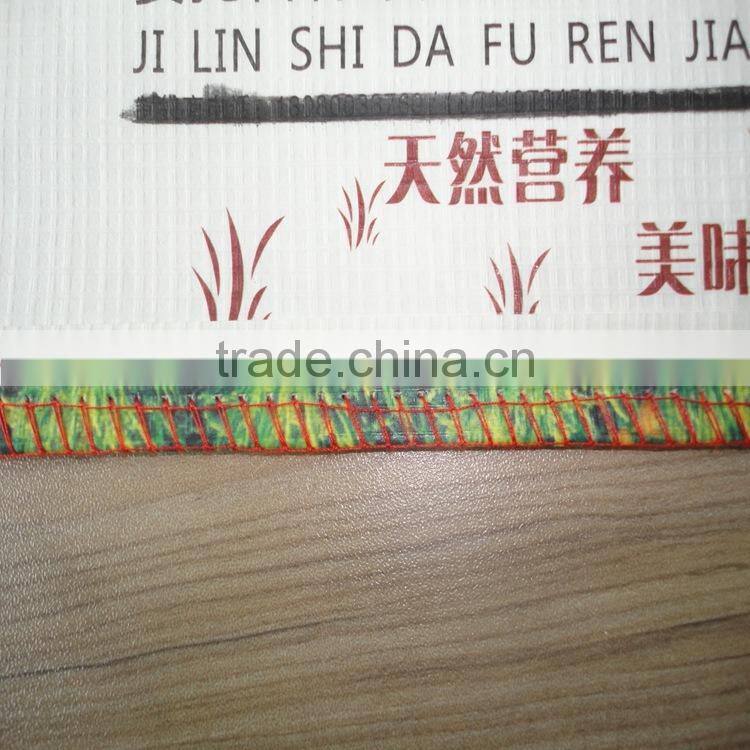 JI LIN SHI DA FU REN JIA
天然营养
美味
trade.china.cn